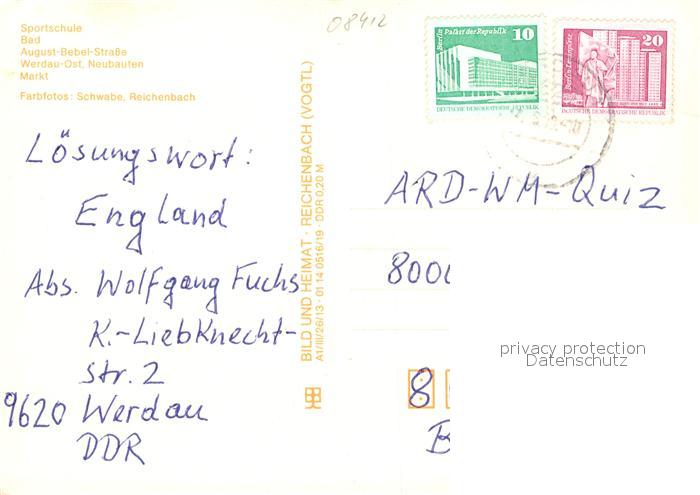 Sportschule
Bad
August-Bebel-Straße
Werdau-Ost, Neubauten
Markt
Farbfotos: Schwabe, Reichenbach
08412
Berlin Palast der Republik 10
DEUTSCHE DEMOKRATISCHE REPUBLIK
Berlin-Leninplatz 20
DEUTSCHE DEMOKRATISCHE REPUBLIK
Lösungswort:
England
Abs. Wolfgang Fuchs
K.-Liebknecht-
str. 2
9620 Werdau
DDR
BILD UND HEIMAT · REICHENBACH (VOGTL)
A1/III/26/13 · 01 14 0516/19 · DDR 0,20 M
ARD-WM-Quiz
800
8
B
privacy protection
Datenschutz